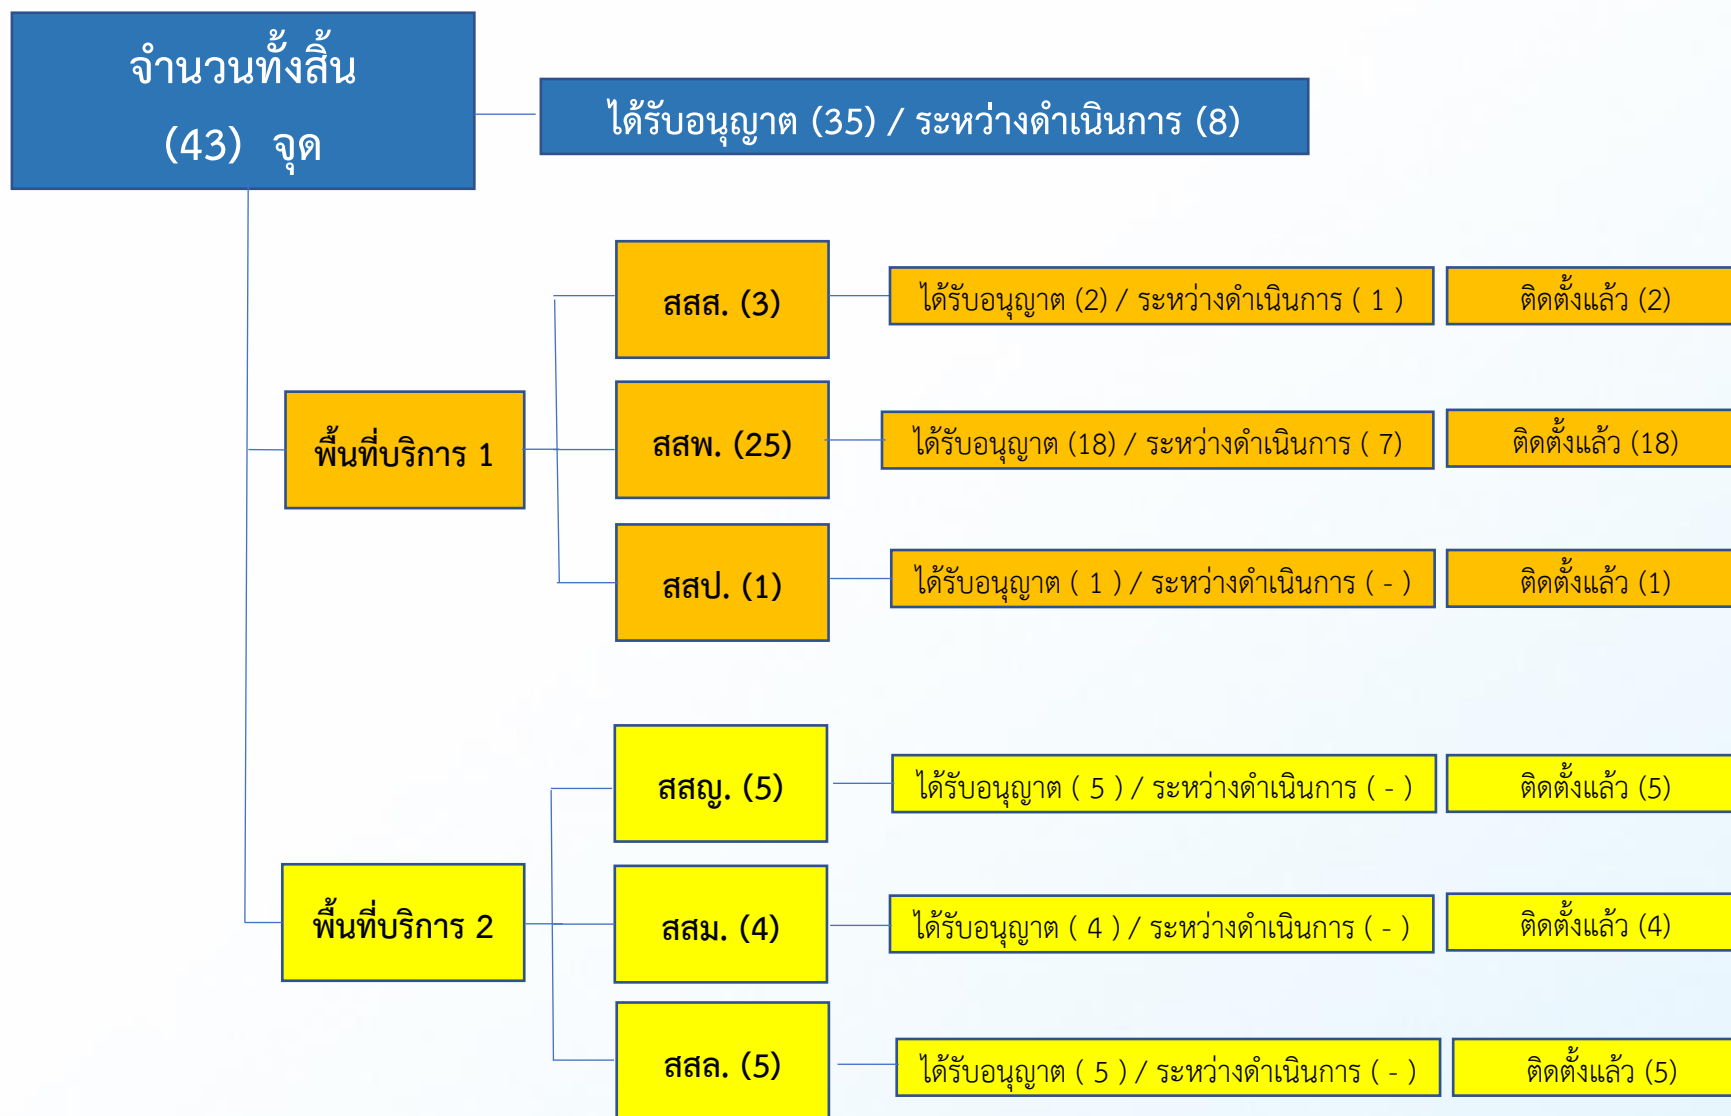 จำนวนทั้งสิ้น
(43) จุด
ได้รับอนุญาต (35) / ระหว่างดำเนินการ (8)
พื้นที่บริการ 1
สสส. (3)
ได้รับอนุญาต (2) / ระหว่างดำเนินการ ( 1 )
ติดตั้งแล้ว (2)
สสพ. (25)
ได้รับอนุญาต (18) / ระหว่างดำเนินการ ( 7)
ติดตั้งแล้ว (18)
สสป. (1)
ได้รับอนุญาต ( 1 ) / ระหว่างดำเนินการ ( - )
ติดตั้งแล้ว (1)
พื้นที่บริการ 2
สสญ. (5)
ได้รับอนุญาต ( 5 ) / ระหว่างดำเนินการ ( - )
ติดตั้งแล้ว (5)
สสม. (4)
ได้รับอนุญาต ( 4 ) / ระหว่างดำเนินการ ( - )
ติดตั้งแล้ว (4)
สสล. (5)
ได้รับอนุญาต ( 5 ) / ระหว่างดำเนินการ ( - )
ติดตั้งแล้ว (5)